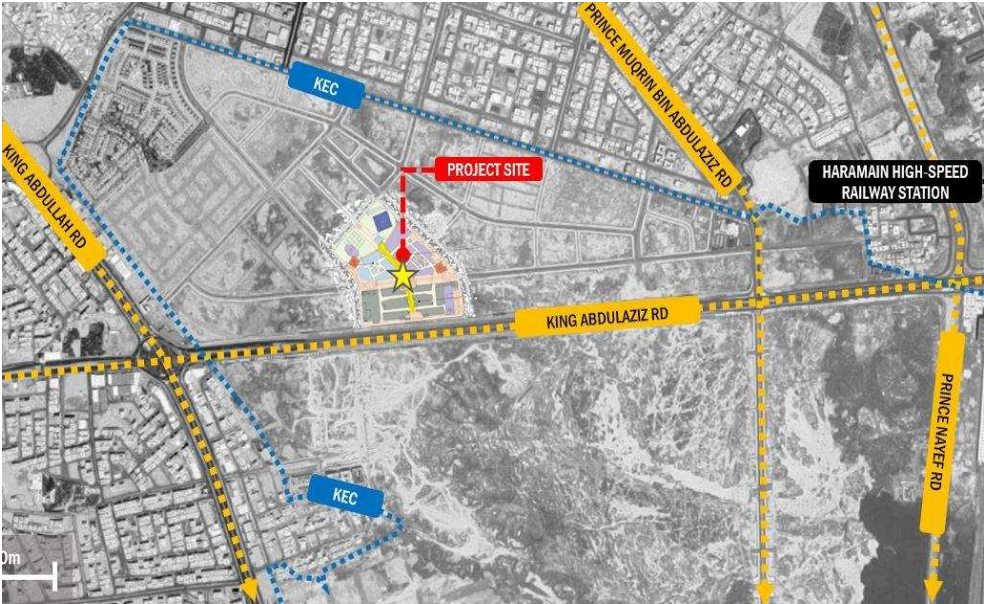 PRINCE MUQRIN BIN ABDULAZIZ RD
KEC
KING ABDULLAH RD
PROJECT SITE
HARAMAIN HIGH-SPEED
RAILWAY STATION
KING ABDULAZIZ RD
PRINCE NAYEF RD
KEC
0m